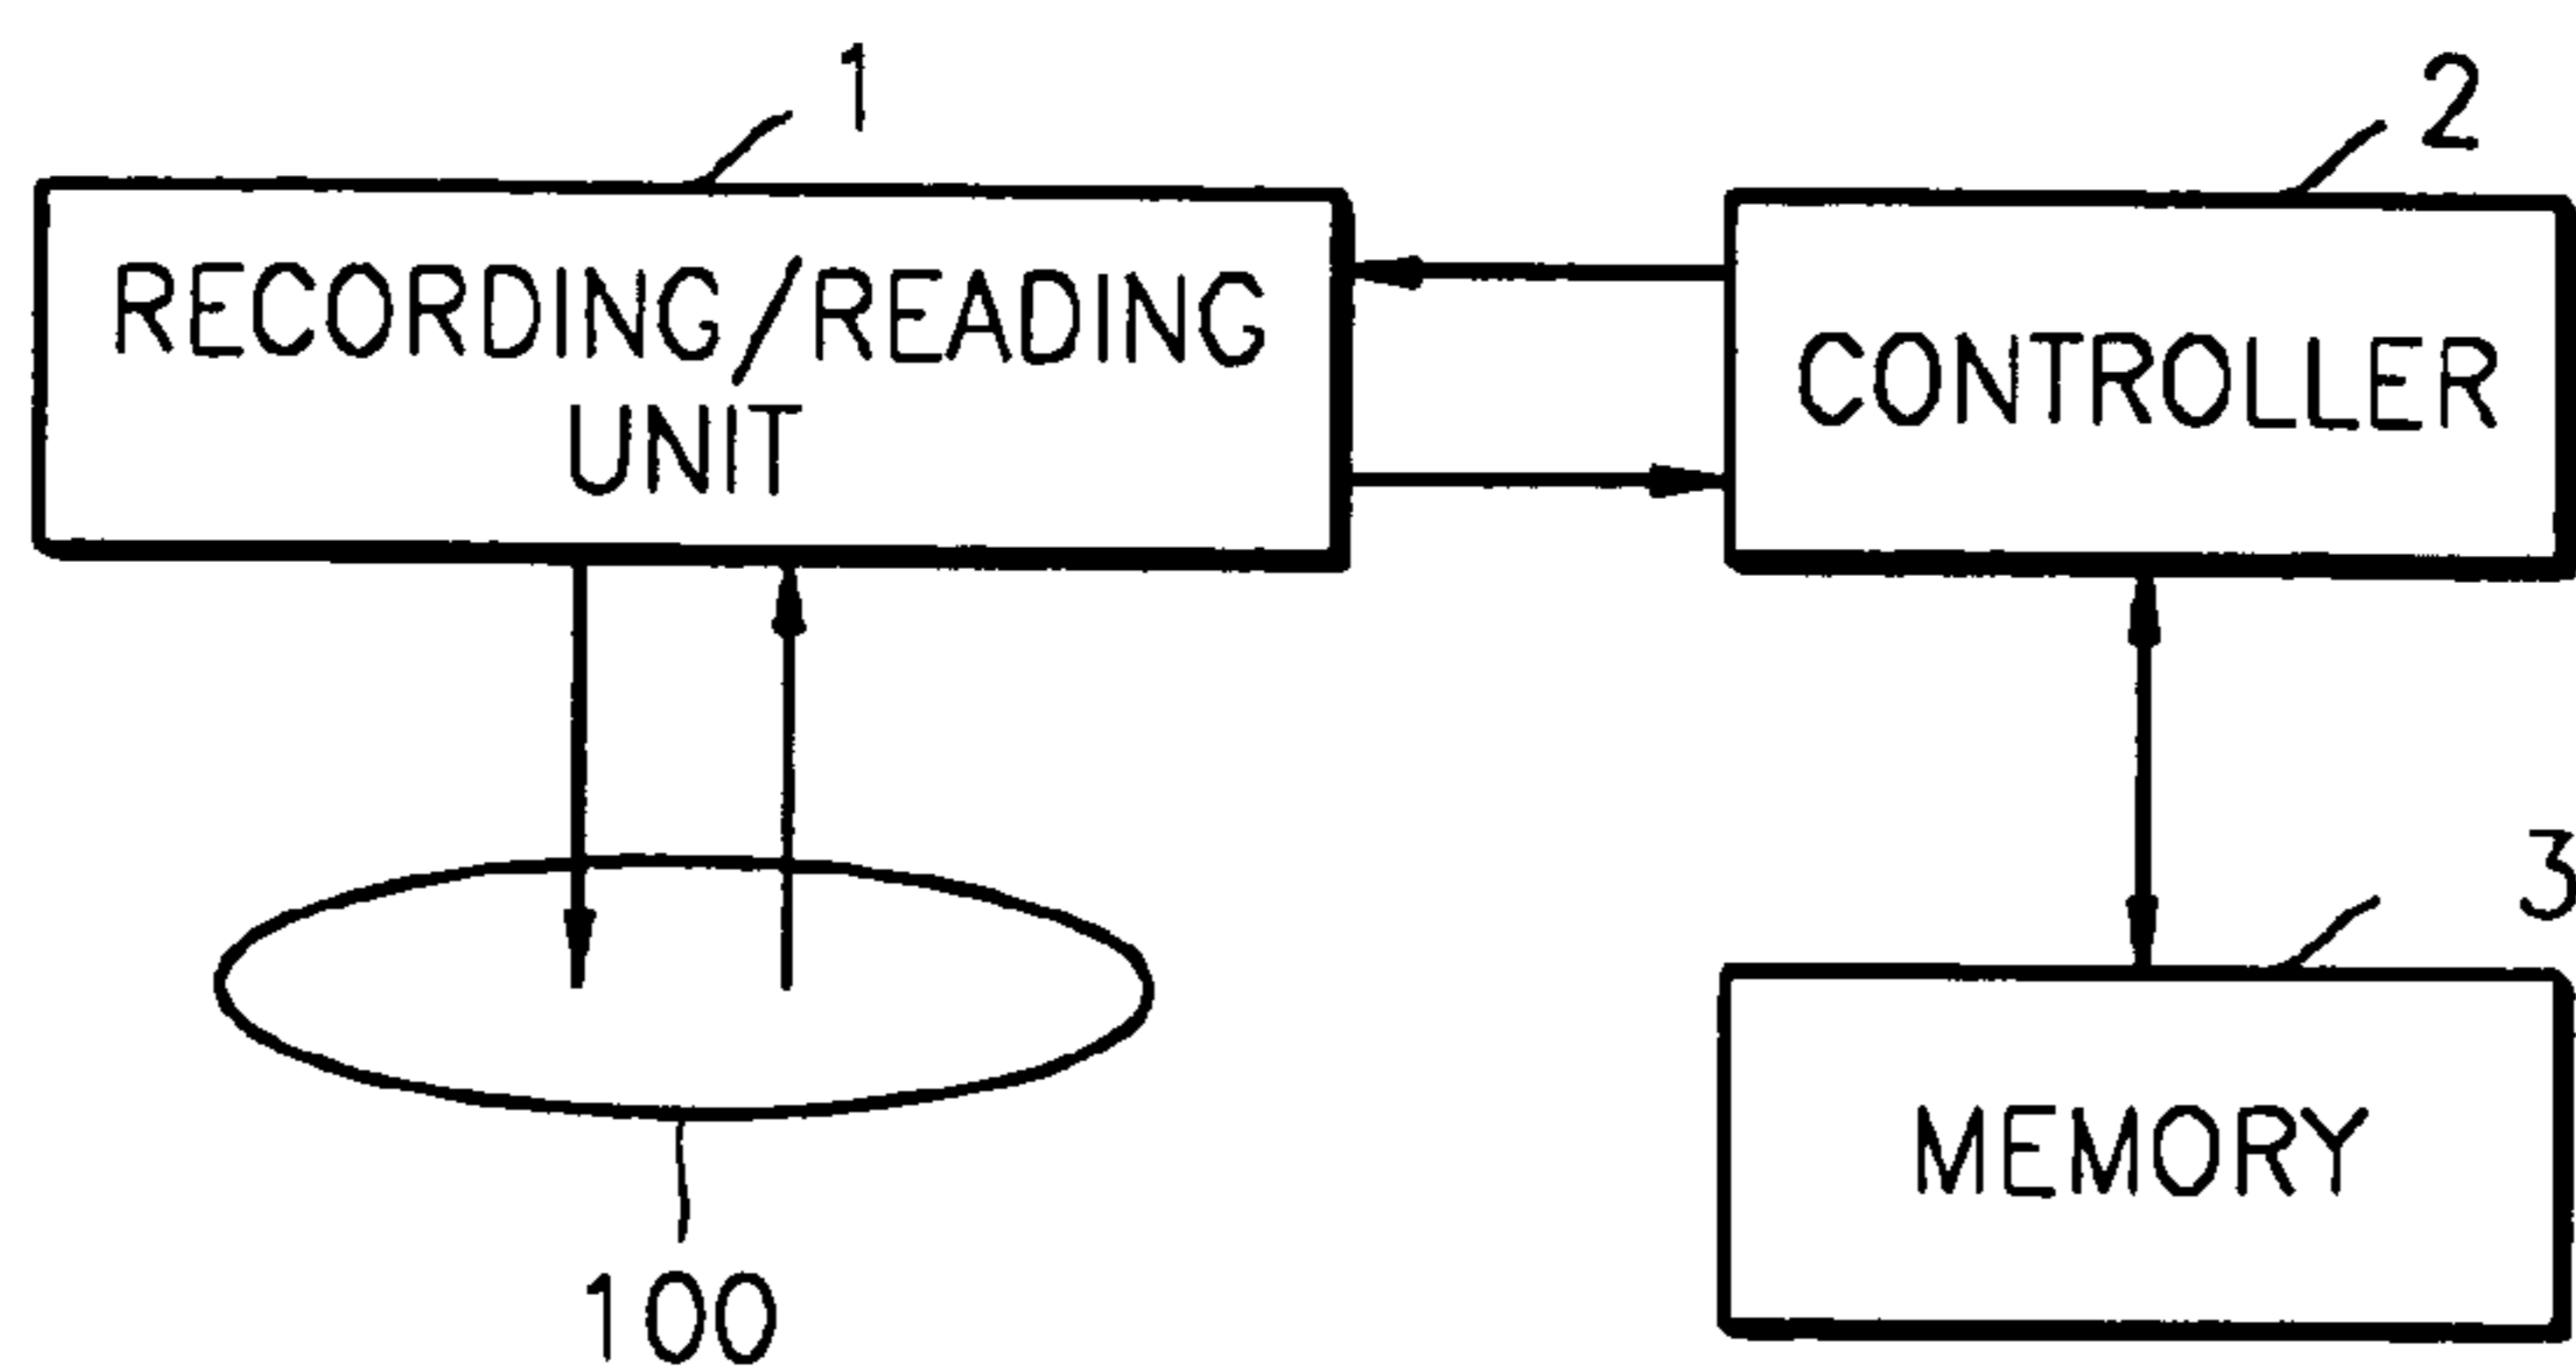 1
2
RECORDING/READING
UNIT
CONTROLLER
3
MEMORY
100